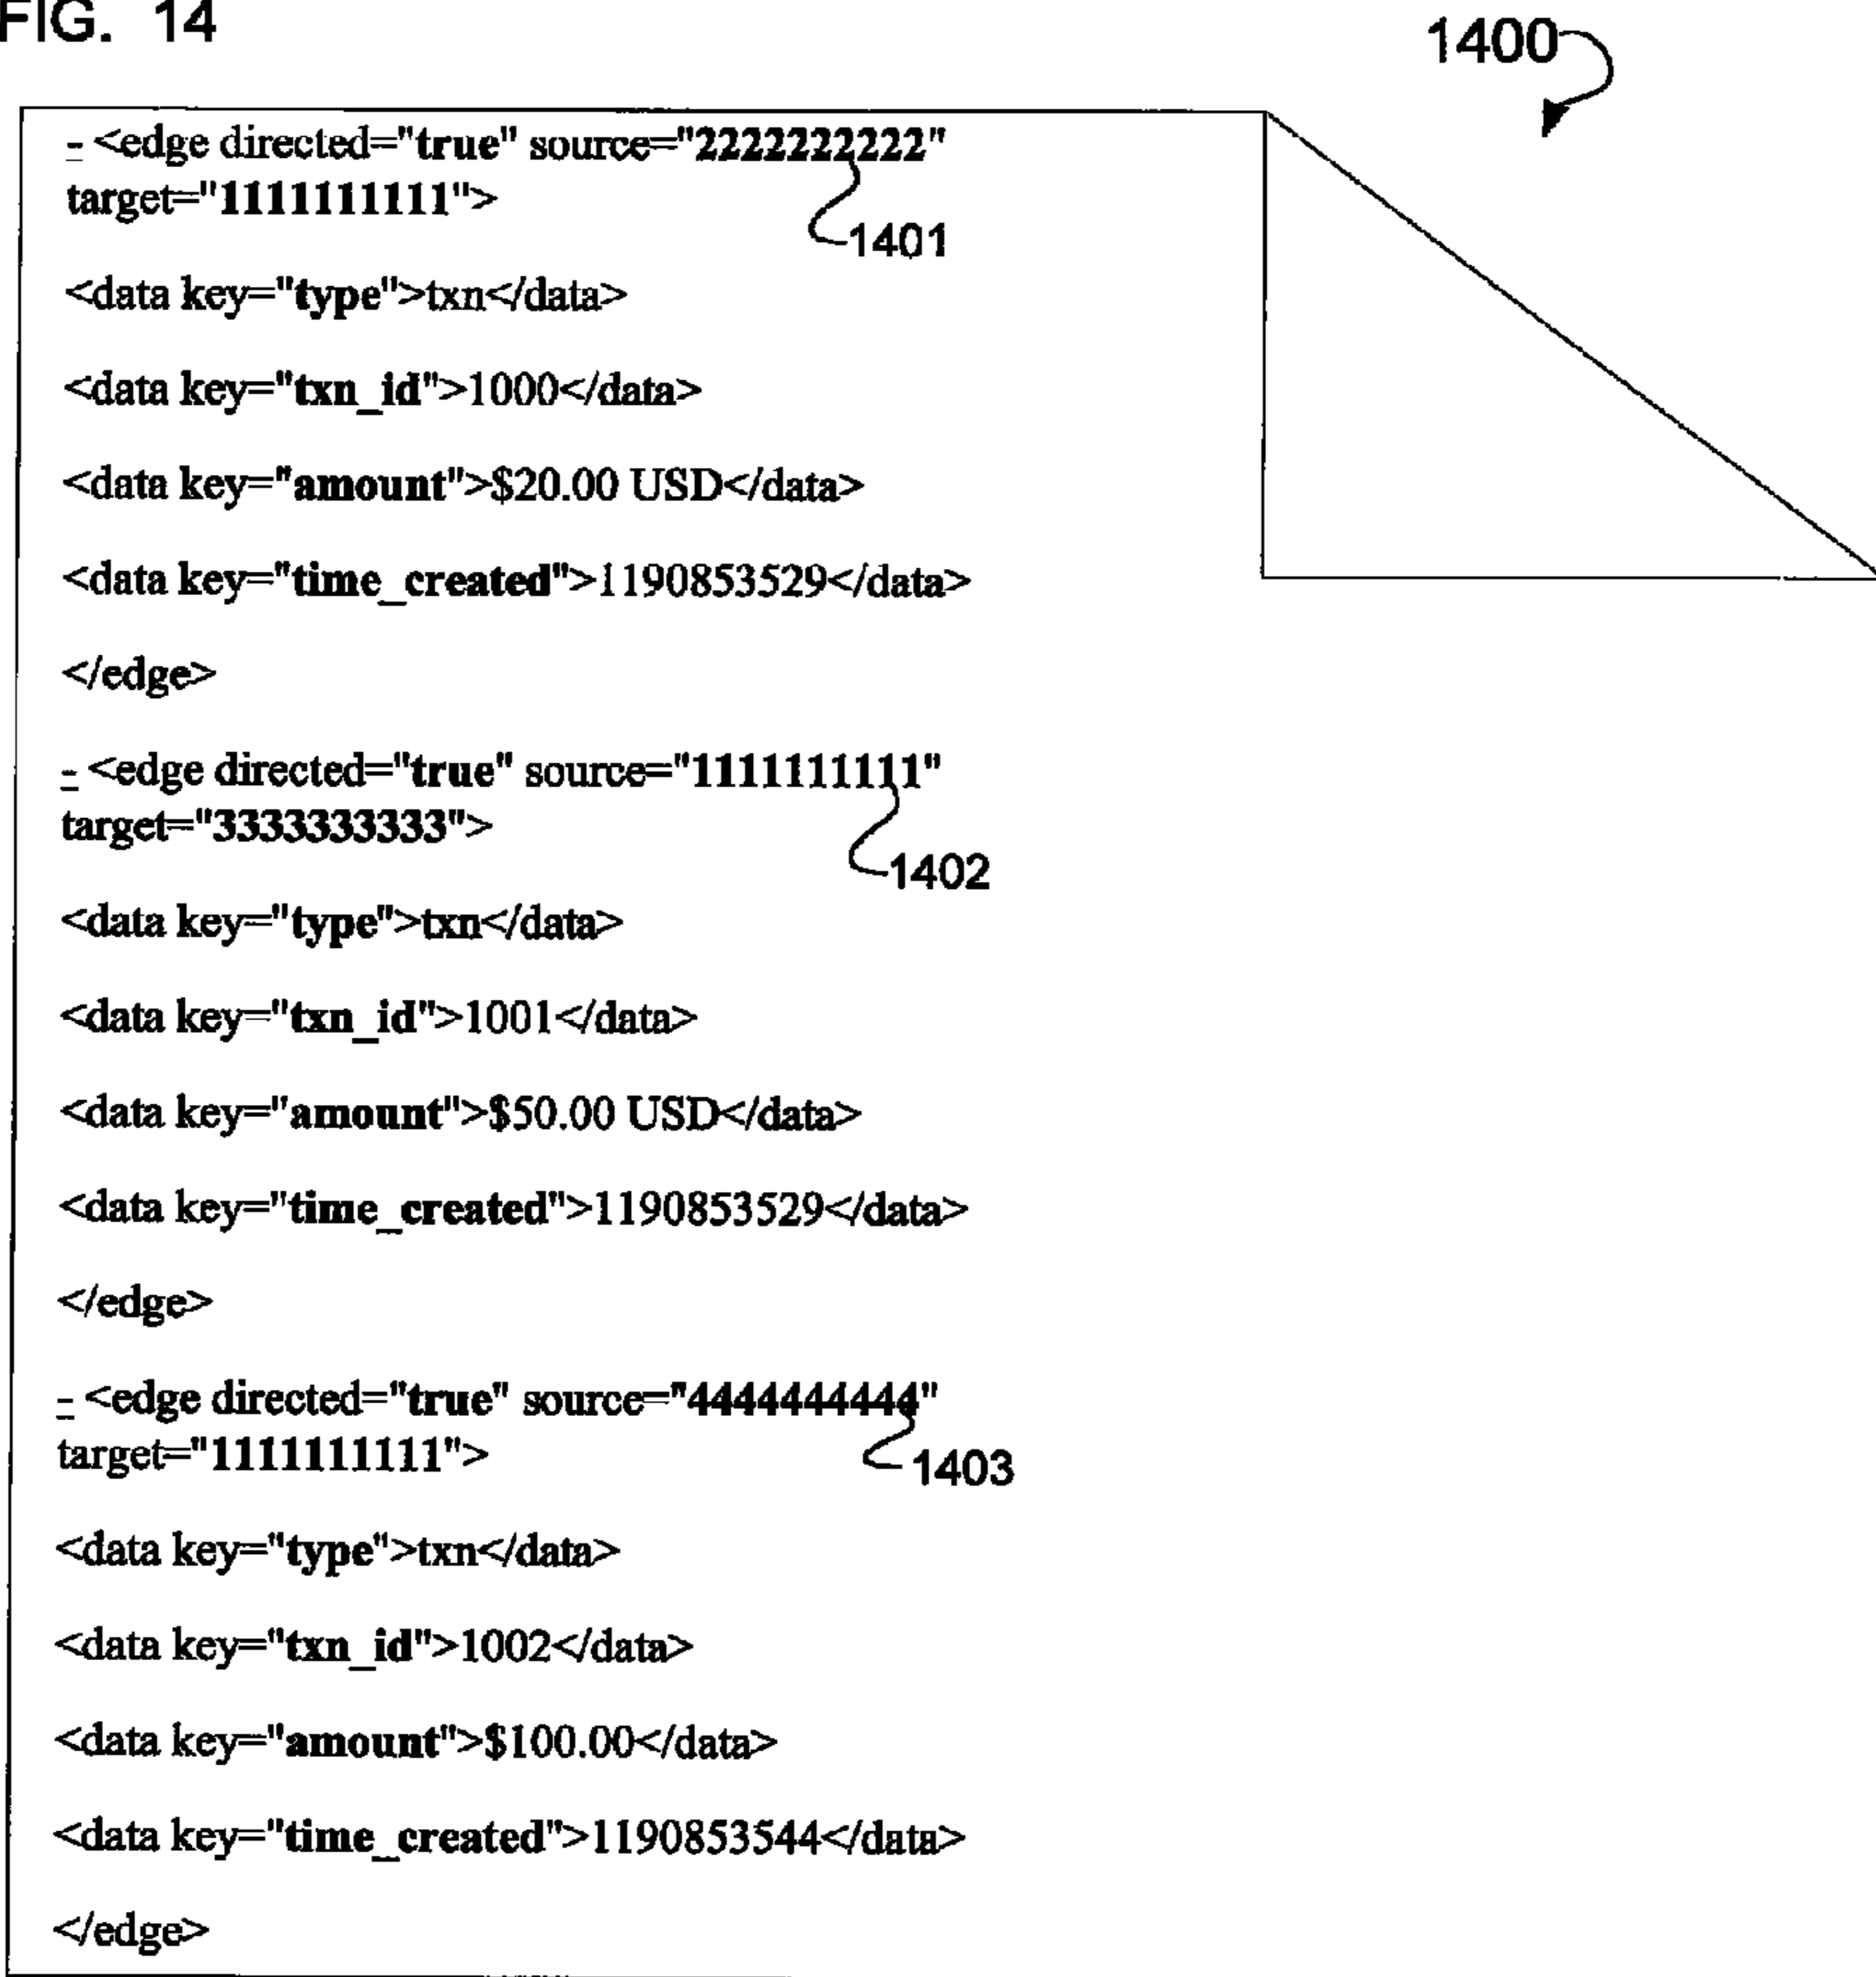 FIG. 14
1400
- <edge directed="true" source="2222222222"
target="1111111111">
1401
<data key="type">txn</data>
<data key="txn_id">1000</data>
<data key="amount">$20.00 USD</data>
<data key="time_created">1190853529</data>
</edge>
- <edge directed="true" source="1111111111"
target="3333333333">
1402
<data key="type">txn</data>
<data key="txn_id">1001</data>
<data key="amount">$50.00 USD</data>
<data key="time_created">1190853529</data>
</edge>
- <edge directed="true" source="4444444444"
target="1111111111">
1403
<data key="type">txn</data>
<data key="txn_id">1002</data>
<data key="amount">$100.00</data>
<data key="time_created">1190853544</data>
</edge>